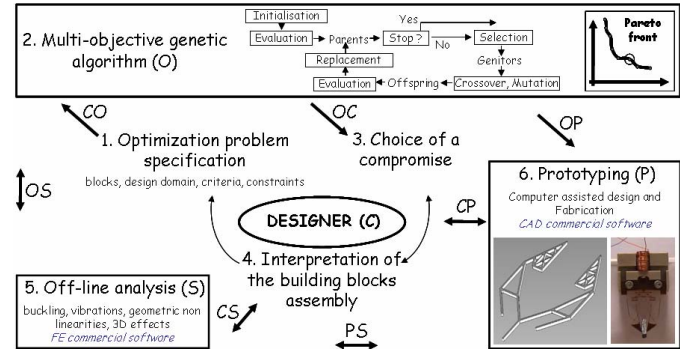 Initialisation
Yes
Evaluation
Parents
Stop ?
No
Selection
Replacement
Genitors
Evaluation
Offspring
Crossover, Mutation
2. Multi-objective genetic
algorithm (O)
Pareto
front
CO
OC
OP
1. Optimization problem
specification
blocks, design domain, criteria, constraints
3. Choice of a
compromise
OS
DESIGNER (C)
CP
6. Prototyping (P)
Computer assisted design and
Fabrication
CAD commercial software
4. Interpretation of
the building blocks
assembly
5. Off-line analysis (S)
buckling, vibrations, geometric non
linearities, 3D effects
FE commercial software
CS
PS